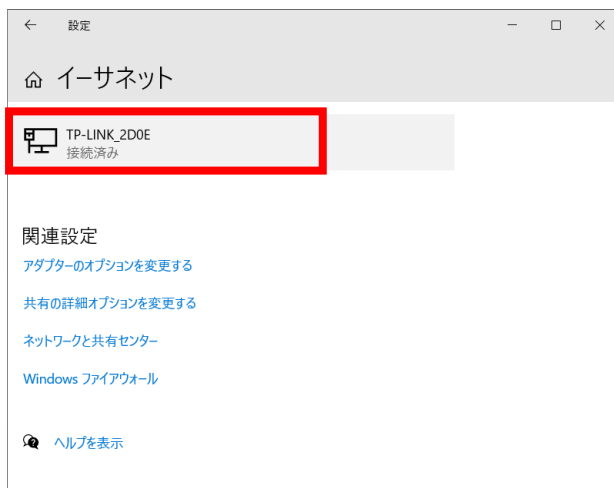 設定
イーサネット
TP-LINK_2D0E
接続済み
関連設定
アダプターのオプションを変更する
共有の詳細オプションを変更する
ネットワークと共有センター
Windows ファイアウォール
ヘルプを表示